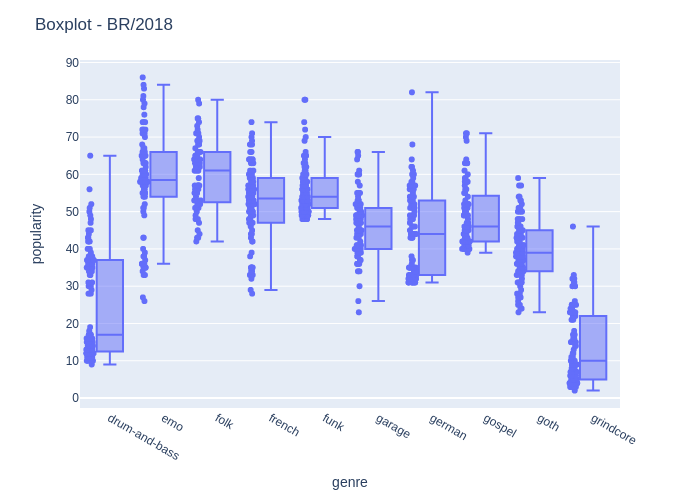 Boxplot - BR/2018
popularity
90
80
70
60
50
40
30
20
10
0
drum-and-bass
emo
folk
french
funk
garage
german
gospel
goth
grindcore
genre